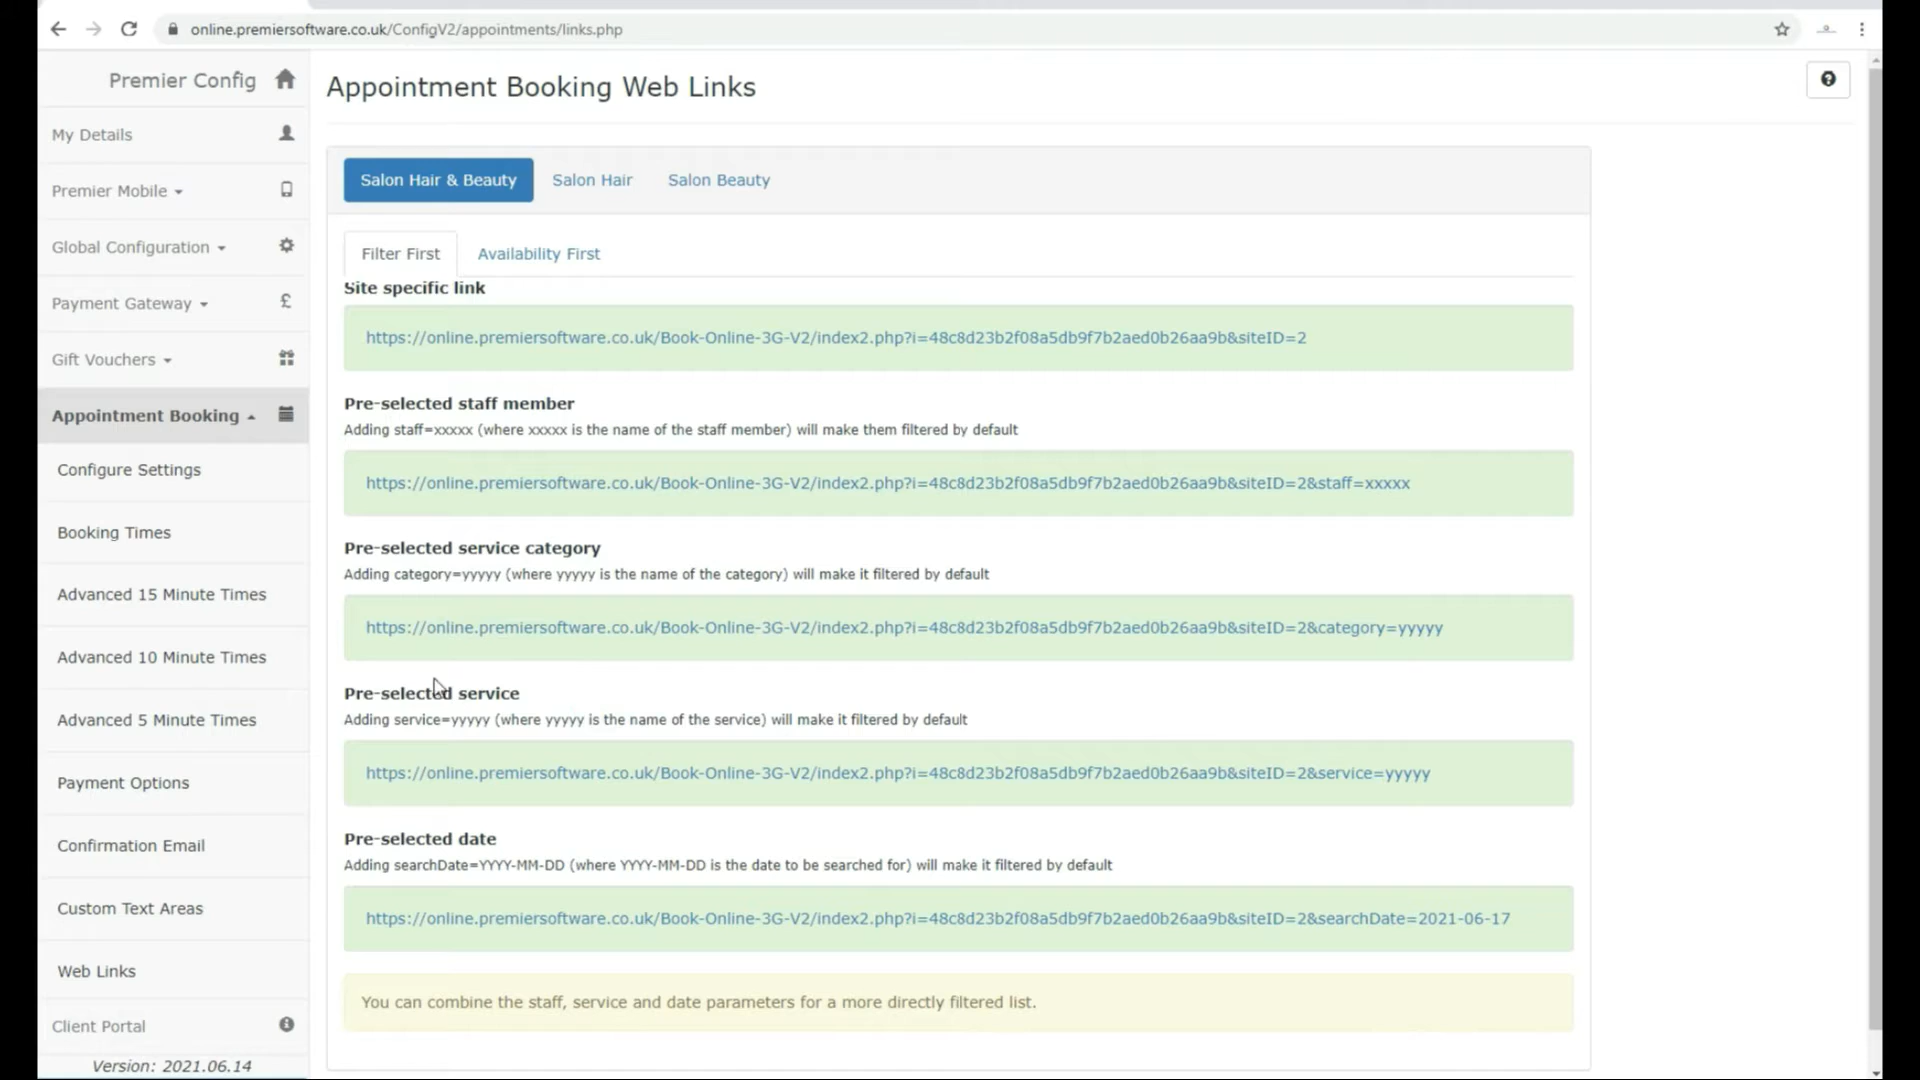 online.premiersoftware.co.uk/ConfigV2/appointments/links.php
Premier Config
My Details
Premier Mobile
Global Configuration
Payment Gateway
£
Gift Vouchers
Appointment Booking
Configure Settings
Booking Times
Advanced 15 Minute Times
Advanced 10 Minute Times
Advanced 5 Minute Times
Payment Options
Confirmation Email
Custom Text Areas
Web Links
Client Portal
Version: 2021.06.14
Appointment Booking Web Links
Salon Hair & Beauty
Salon Hair
Salon Beauty
Filter First
Availability First
Site specific link
https://online.premiersoftware.co.uk/Book-Online-3G-V2/index2.php?i=48c8d23b2f08a5db9f7b2aed0b26aa9b&siteID=2
Pre-selected staff member
Adding staff=xxxxx (where xxxxx is the name of the staff member) will make them filtered by default
https://online.premiersoftware.co.uk/Book-Online-3G-V2/index2.php?i=48c8d23b2f08a5db9f7b2aed0b26aa9b&siteID=2&staff=xxxxx
Pre-selected service category
Adding category=yyyyy (where yyyyy is the name of the category) will make it filtered by default
https://online.premiersoftware.co.uk/Book-Online-3G-V2/index2.php?i=48c8d23b2f08a5db9f7b2aed0b26aa9b&siteID=2&category=yyyyy
Pre-selected service
Adding service=yyyyy (where yyyyy is the name of the service) will make it filtered by default
https://online.premiersoftware.co.uk/Book-Online-3G-V2/index2.php?i=48c8d23b2f08a5db9f7b2aed0b26aa9b&siteID=2&service=yyyyy
Pre-selected date
Adding searchDate=YYYY-MM-DD (where YYYY-MM-DD is the date to be searched for) will make it filtered by default
https://online.premiersoftware.co.uk/Book-Online-3G-V2/index2.php?i=48c8d23b2f08a5db9f7b2aed0b26aa9b&siteID=2&searchDate=2021-06-17
You can combine the staff, service and date parameters for a more directly filtered list.